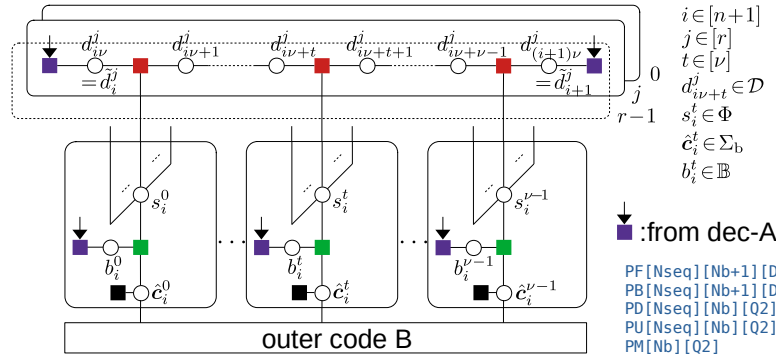 d^j_{iν} d^j_{iν+1} d^j_{iν+t} d^j_{iν+t+1} d^j_{iν+ν-1} d^j_{(i+1)ν}
=d̃^j_i =d̃^j_{i+1}
0
j
r−1
s^0_i s^t_i s^{ν-1}_i
b^0_i b^t_i b^{ν-1}_i
ĉ^0_i ĉ^t_i ĉ^{ν-1}_i
outer code B
i∈[n+1]
j∈[r]
t∈[ν]
d^j_{iν+t}∈𝒟
s^t_i∈Φ
ĉ^t_i∈Σ_b
b^t_i∈𝔹
:from dec-A
PF[Nseq][Nb+1][D
PB[Nseq][Nb+1][D
PD[Nseq][Nb][Q2]
PU[Nseq][Nb][Q2]
PM[Nb][Q2]